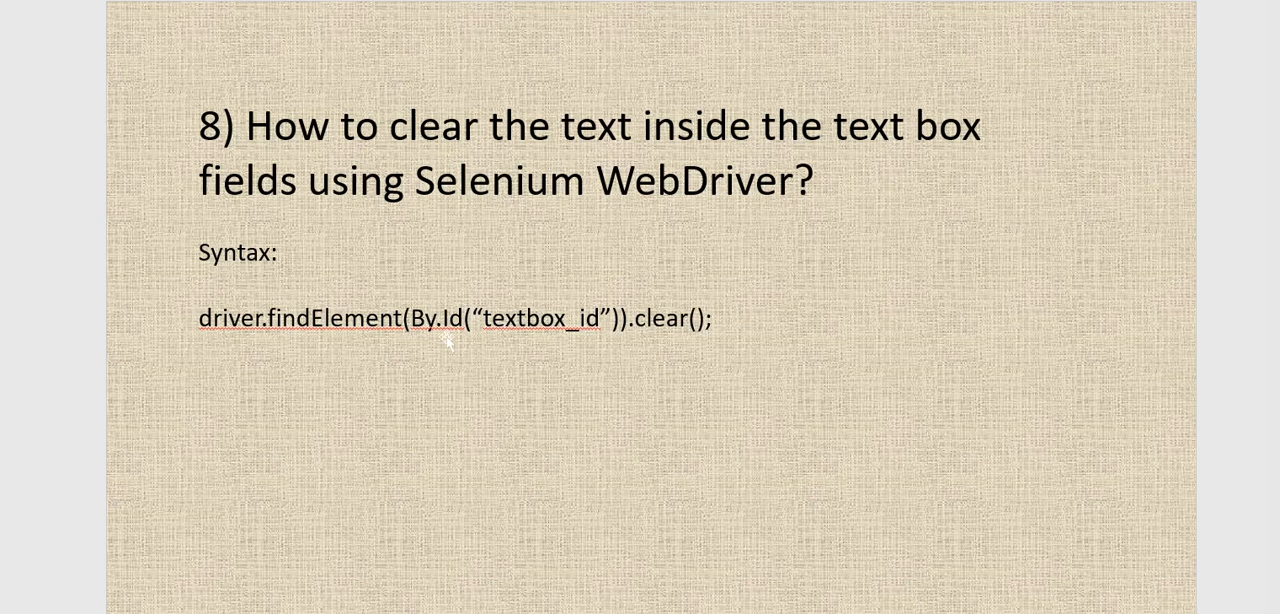 8) How to clear the text inside the text box
fields using Selenium WebDriver?
Syntax:
driver.findElement(By.Id(“textbox_id”)).clear();